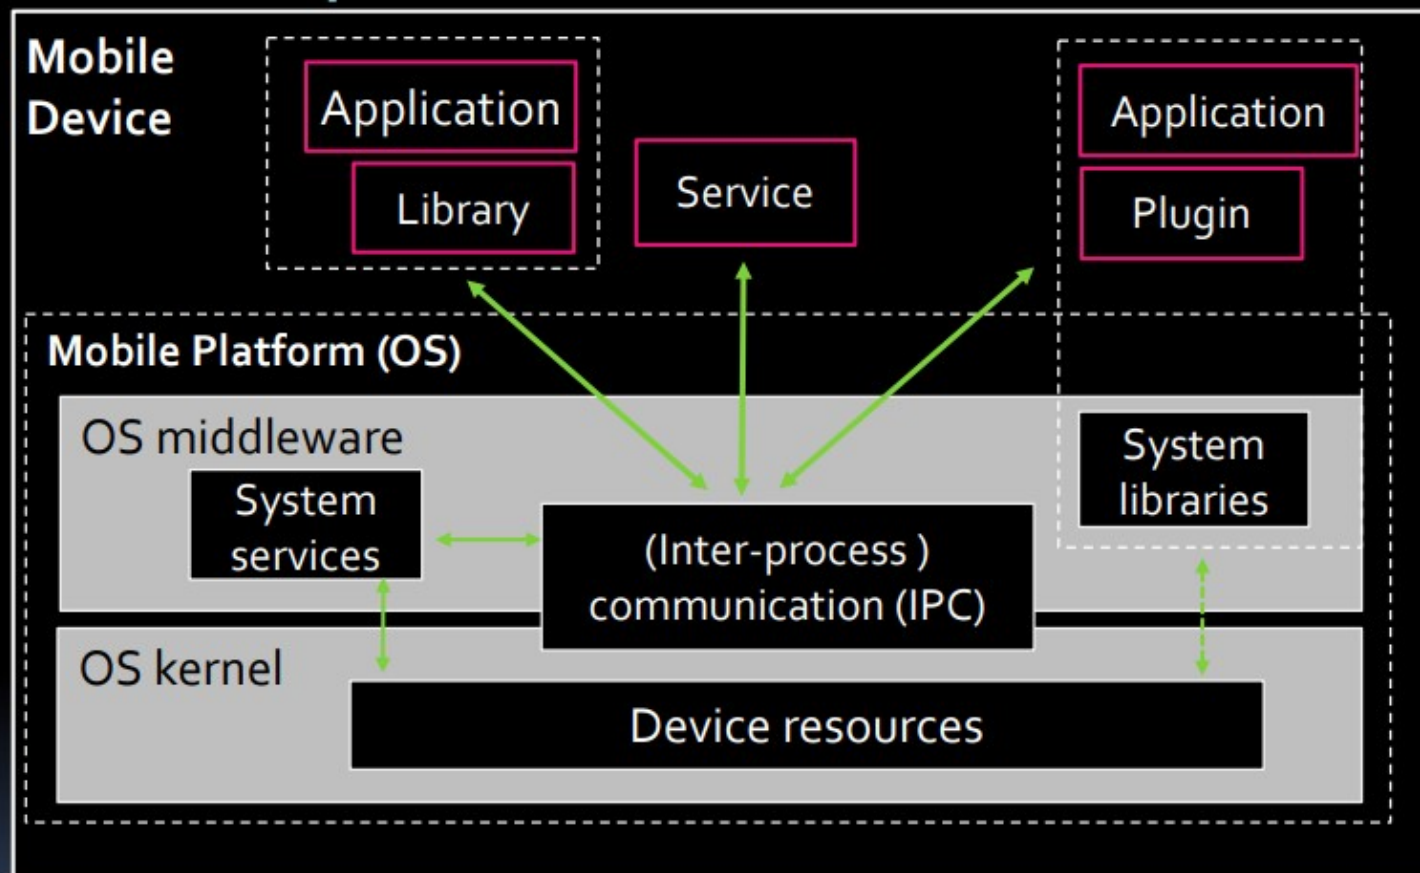 Mobile
Device
Application
Library
Service
Application
Plugin
Mobile Platform (OS)
OS middleware
System
services
(Inter-process )
communication (IPC)
System
libraries
OS kernel
Device resources